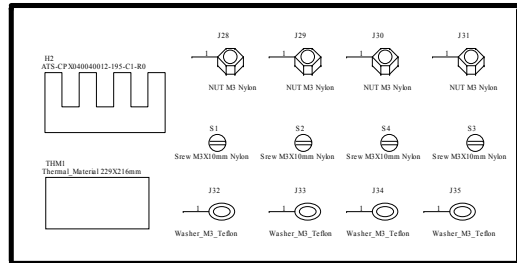 H2
ATS-CPX040040012-195-C1-R0
J28
J29
J30
J31
1
1
1
1
NUT M3 Nylon
NUT M3 Nylon
NUT M3 Nylon
NUT M3 Nylon
S1
S2
S4
S3
Srew M3X10mm Nylon
Srew M3X10mm Nylon
Srew M3X10mm Nylon
Srew M3X10mm Nylon
THM1
Thermal_Material 229X216mm
J32
J33
J34
J35
1
1
1
1
Washer_M3_Teflon
Washer_M3_Teflon
Washer_M3_Teflon
Washer_M3_Teflon